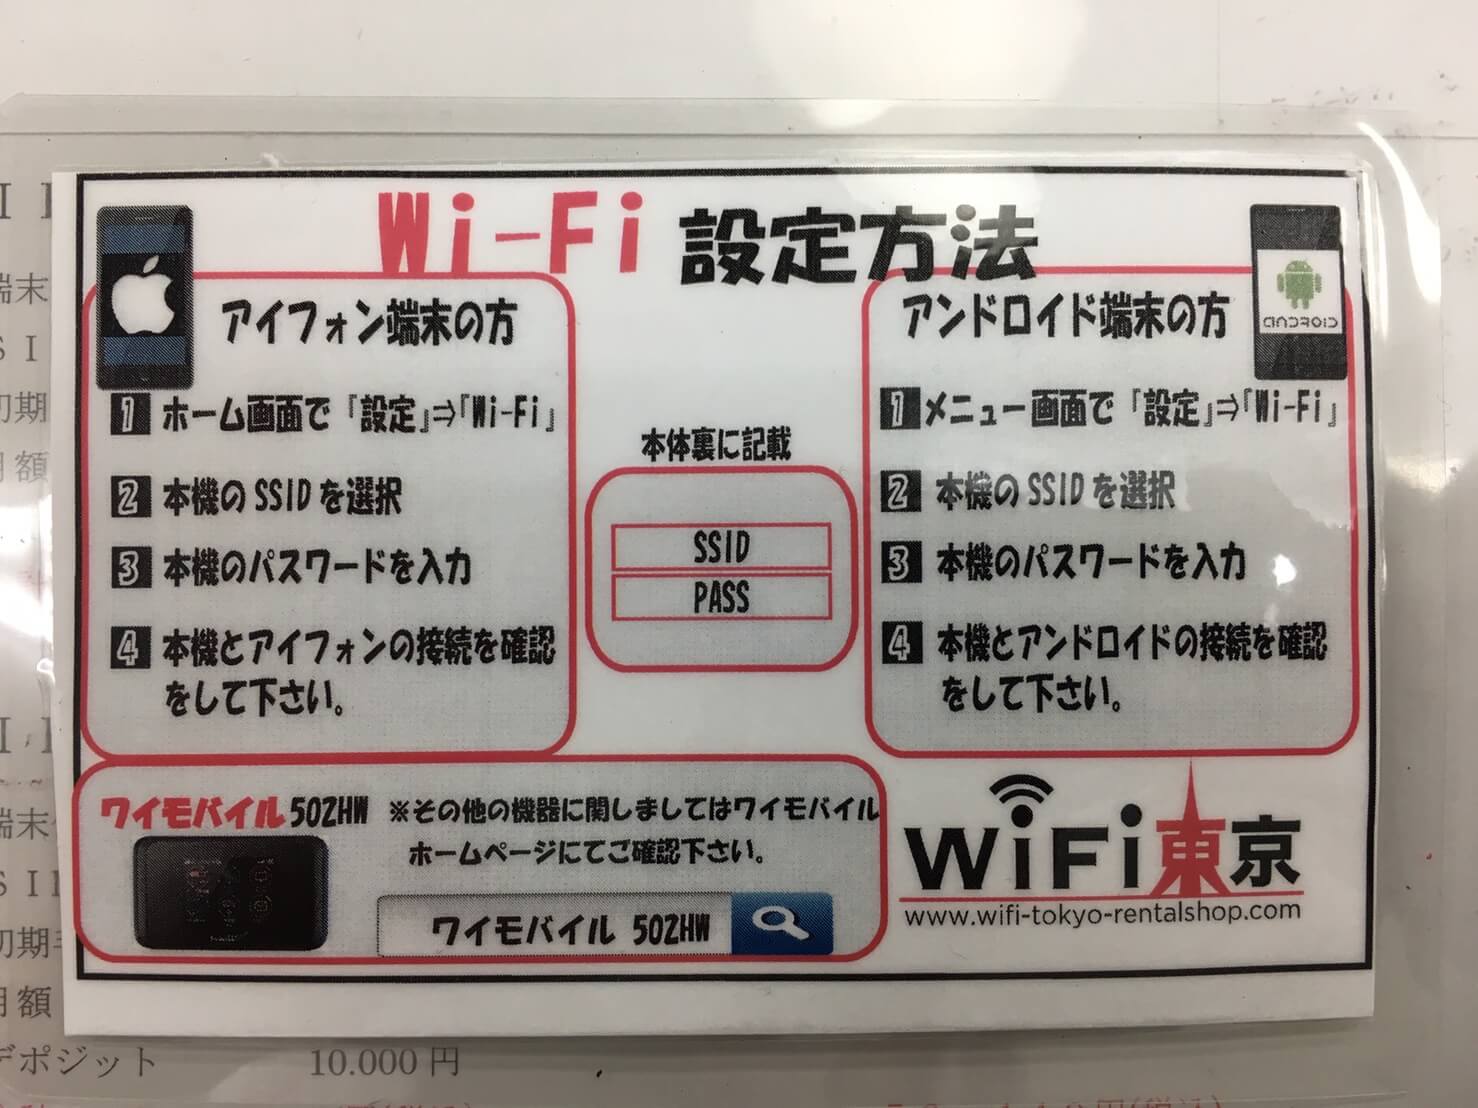 Wi-Fi 設定方法
アイフォン端末の方
1 ホーム画面で『設定』⇒『Wi-Fi』
2 本機のSSIDを選択
3 本機のパスワードを入力
4 本機とアイフォンの接続を確認
をして下さい。
本体裏に記載
SSID
PASS
アンドロイド端末の方
ANDROID
1 メニュー画面で『設定』⇒『Wi-Fi』
2 本機のSSIDを選択
3 本機のパスワードを入力
4 本機とアンドロイドの接続を確認
をして下さい。
ワイモバイル502HW ※その他の機器に関しましてはワイモバイル
ホームページにてご確認下さい。
ワイモバイル 502HW
WiFi東京
www.wifi-tokyo-rentalshop.com
端末
初期
月額
端末
初期
月額
デポジット 10.000円